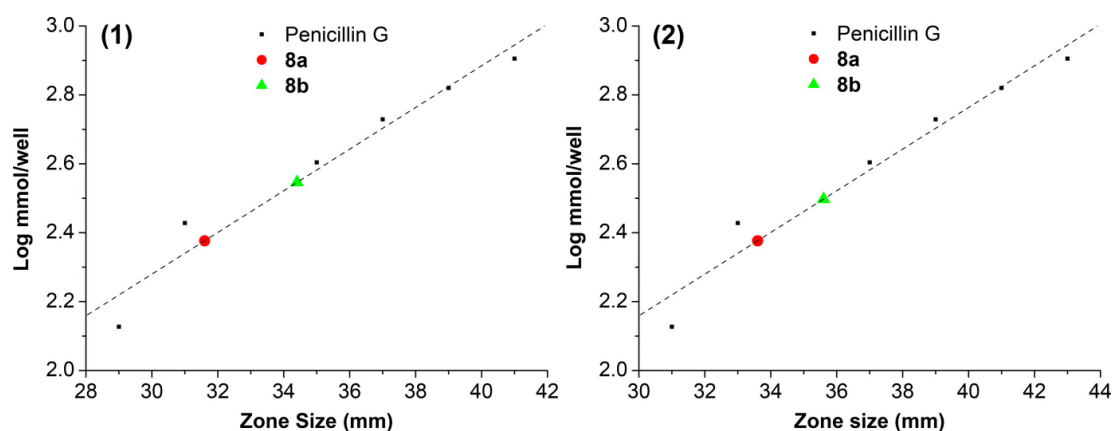 (1)
Penicillin G
8a
8b
3.0
2.8
2.6
2.4
2.2
2.0
Log mmol/well
28 30 32 34 36 38 40 42
Zone Size (mm)
(2)
Penicillin G
8a
8b
3.0
2.8
2.6
2.4
2.2
2.0
Log mmol/well
30 32 34 36 38 40 42 44
Zone size (mm)